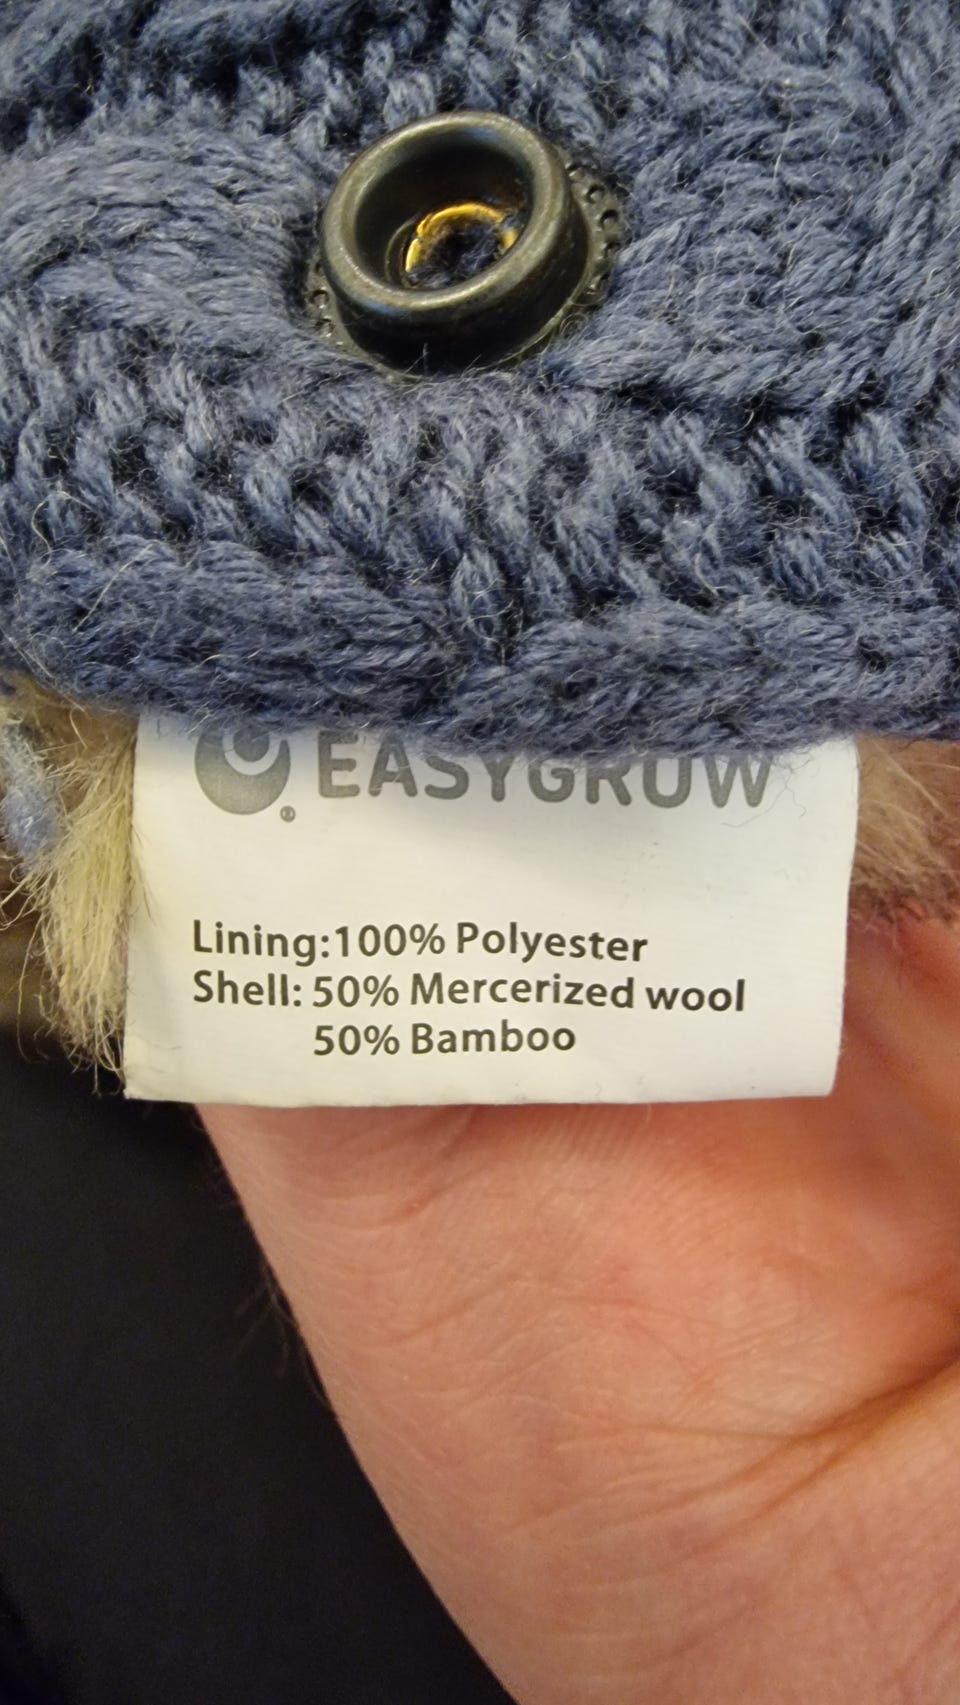 EASYGROW
®
Lining:100% Polyester
Shell: 50% Mercerized wool
50% Bamboo